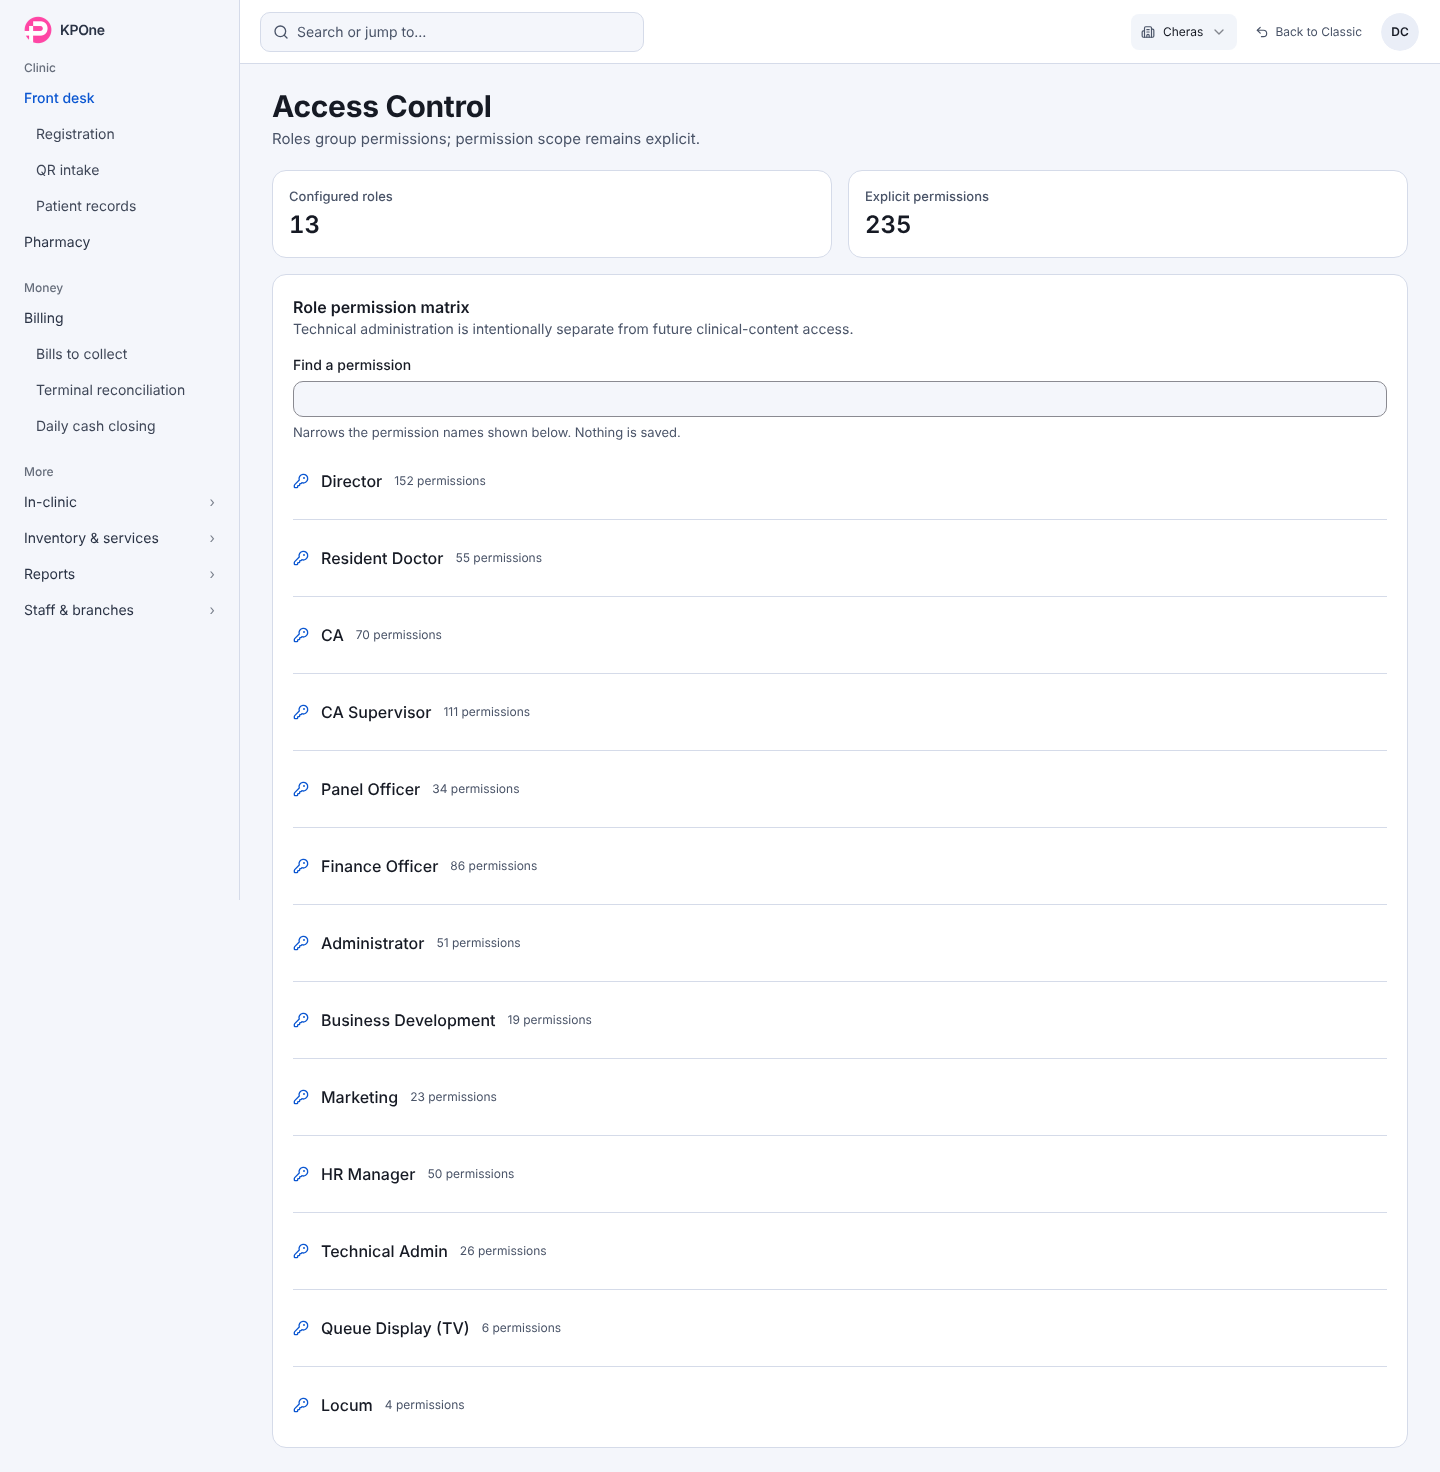 KPOne
Clinic
Front desk
Registration
QR intake
Patient records
Pharmacy
Money
Billing
Bills to collect
Terminal reconciliation
Daily cash closing
More
In-clinic
Inventory & services
Reports
Staff & branches
Search or jump to...
Cheras
Back to Classic
DC
Access Control
Roles group permissions; permission scope remains explicit.
Configured roles
13
Explicit permissions
235
Role permission matrix
Technical administration is intentionally separate from future clinical-content access.
Find a permission
Narrows the permission names shown below. Nothing is saved.
Director 152 permissions
Resident Doctor 55 permissions
CA 70 permissions
CA Supervisor 111 permissions
Panel Officer 34 permissions
Finance Officer 86 permissions
Administrator 51 permissions
Business Development 19 permissions
Marketing 23 permissions
HR Manager 50 permissions
Technical Admin 26 permissions
Queue Display (TV) 6 permissions
Locum 4 permissions